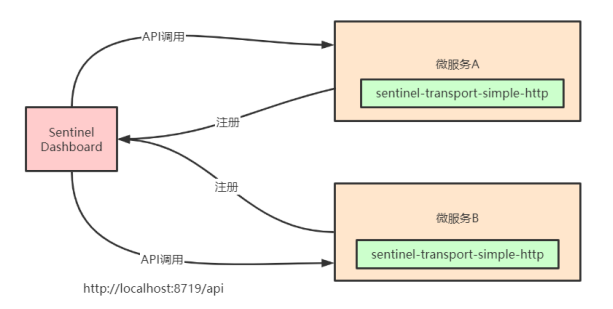 API调用
微服务A
sentinel-transport-simple-http
注册
Sentinel
Dashboard
注册
微服务B
API调用
sentinel-transport-simple-http
http://localhost:8719/api